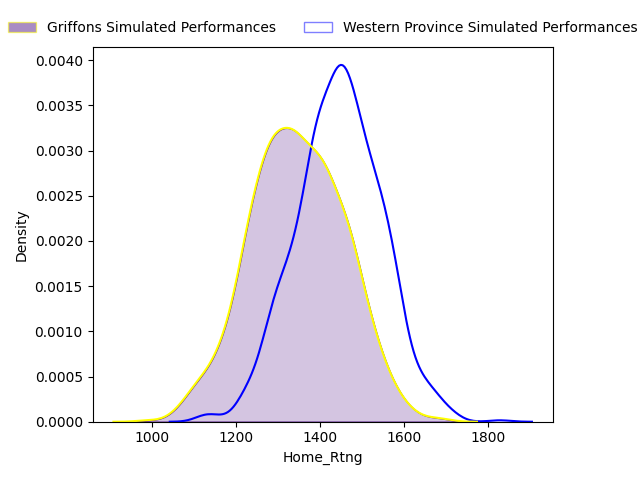 Griffons Simulated Performances
Western Province Simulated Performances
0.0040
0.0035
0.0030
0.0025
0.0020
0.0015
0.0010
0.0005
0.0000
Density
1000 1200 1400 1600 1800
Home_Rtng